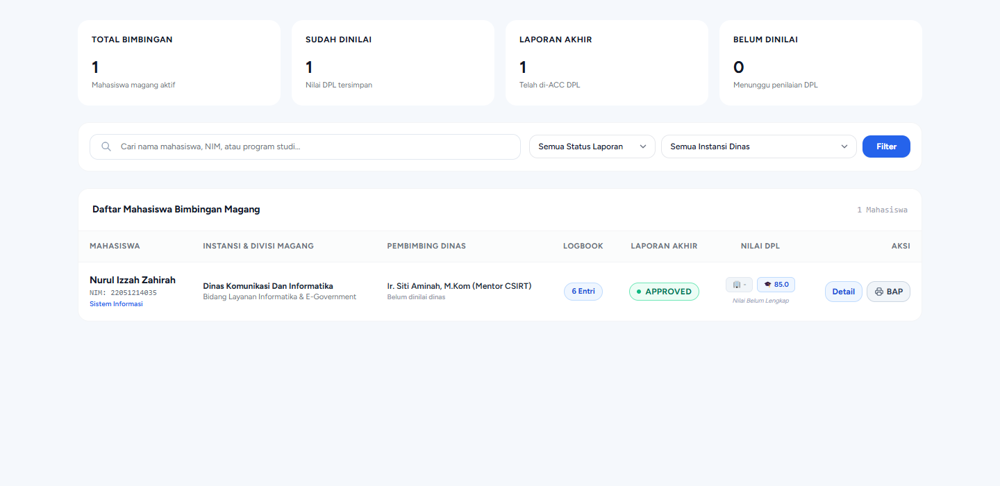 TOTAL BIMBINGAN
1
Mahasiswa magang aktif
SUDAH DINILAI
1
Nilai DPL tersimpan
LAPORAN AKHIR
1
Telah di-ACC DPL
BELUM DINILAI
0
Menunggu penilaian DPL
Cari nama mahasiswa, NIM, atau program studi...
Semua Status Laporan
Semua Instansi Dinas
Filter
Daftar Mahasiswa Bimbingan Magang
1 Mahasiswa
MAHASISWA
INSTANSI & DIVISI MAGANG
PEMBIMBING DINAS
LOGBOOK
LAPORAN AKHIR
NILAI DPL
AKSI
Nurul Izzah Zahirah
NIM: 22051214035
Sistem Informasi
Dinas Komunikasi Dan Informatika
Bidang Layanan Informatika & E-Government
Ir. Siti Aminah, M.Kom (Mentor CSIRT)
Belum dinilai dinas
6 Entri
APPROVED
-
85.0
Nilai Belum Lengkap
Detail
BAP